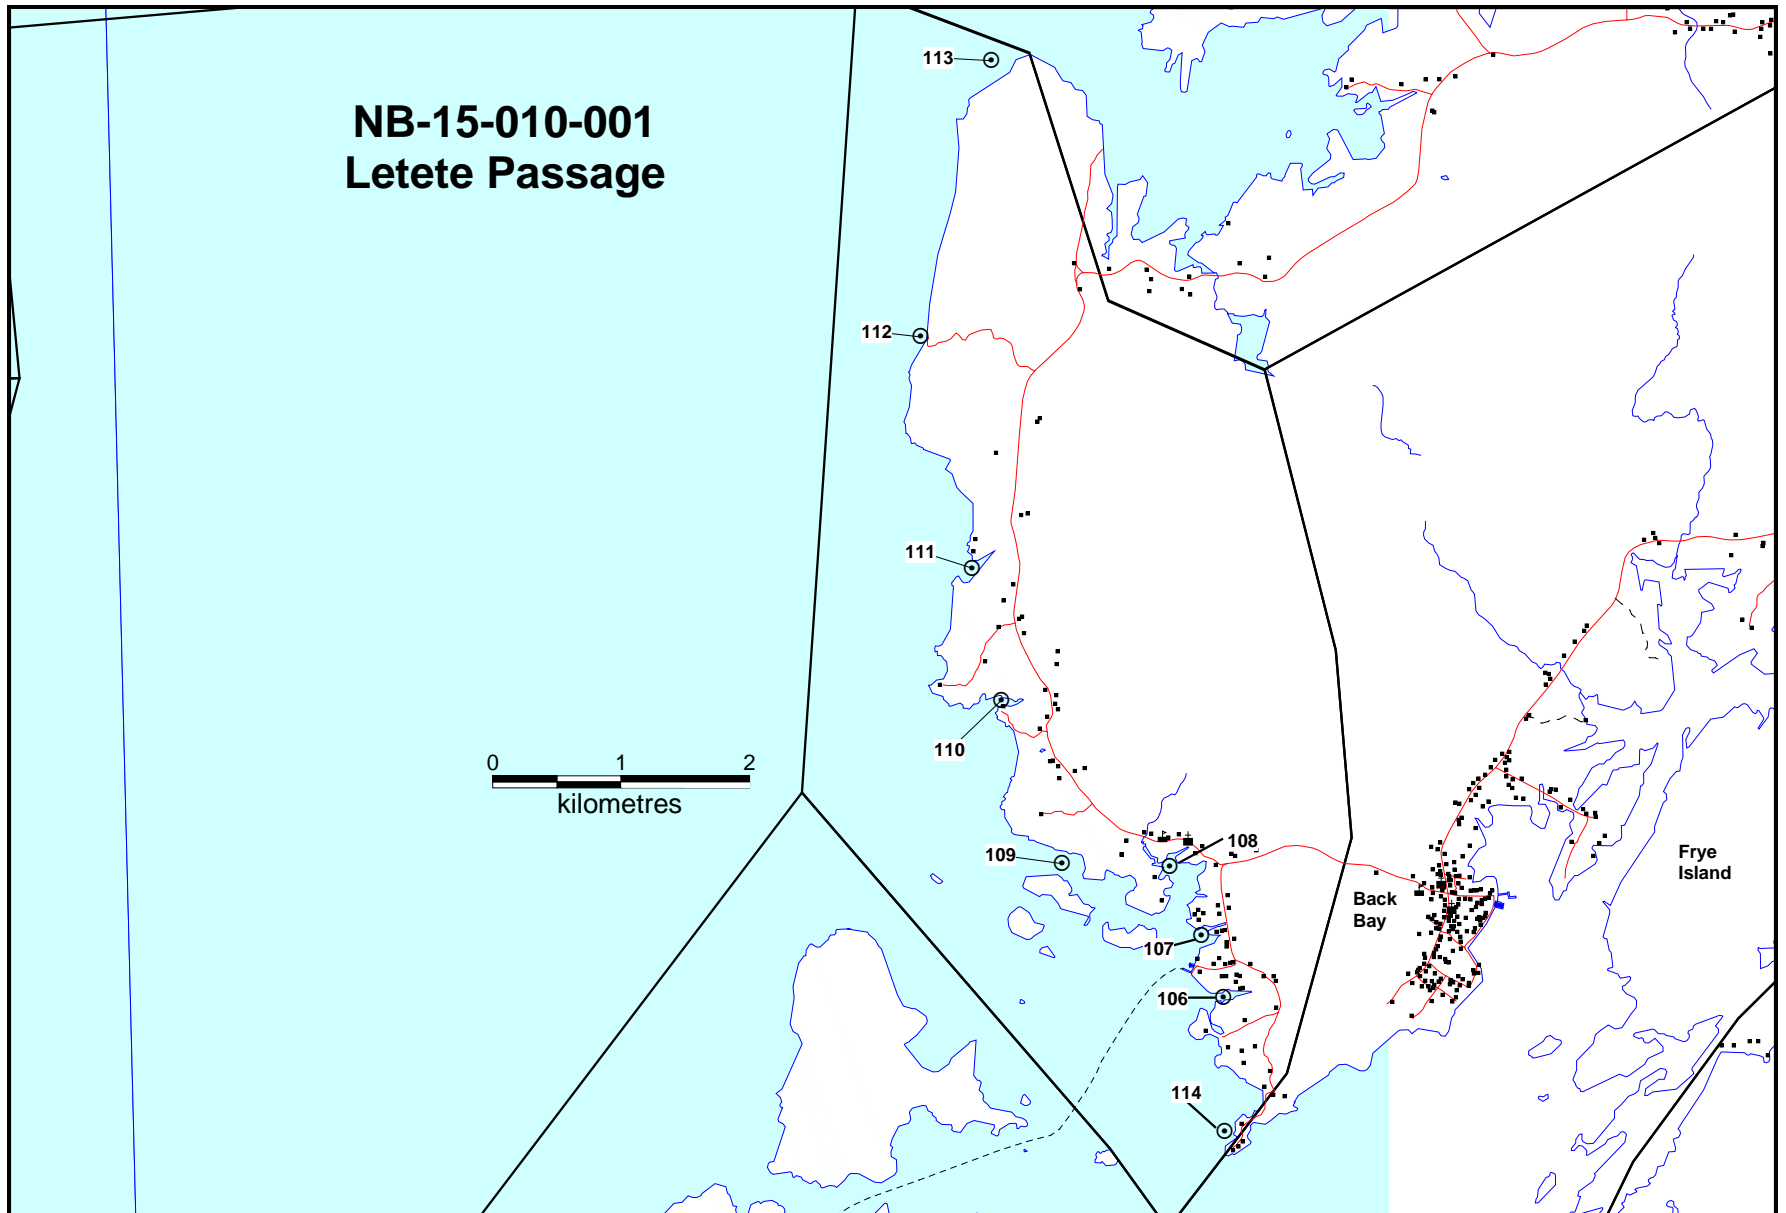 113
NB-15-010-001
Letete Passage
112
111
110
0 1 2
kilometres
108
109
Frye
Island
Back
Bay
107
106
114